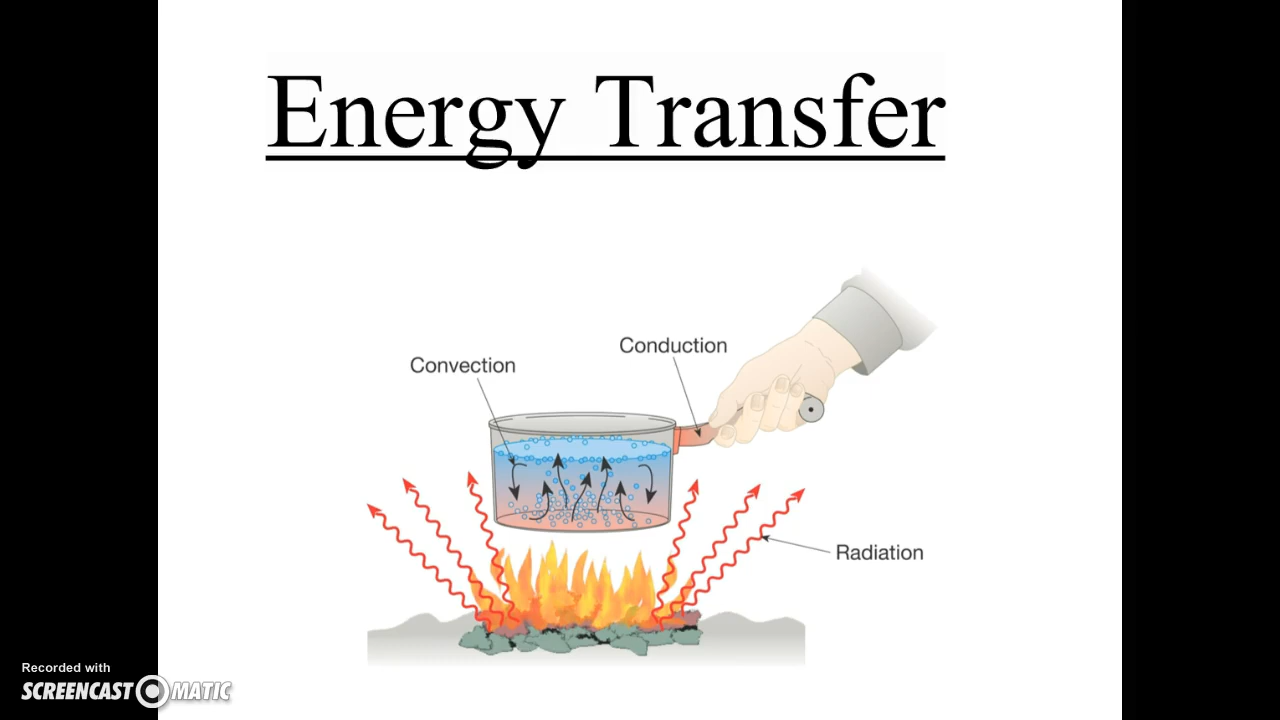 Energy Transfer
Conduction
Convection
Radiation
Recorded with
SCREENCAST MATIC